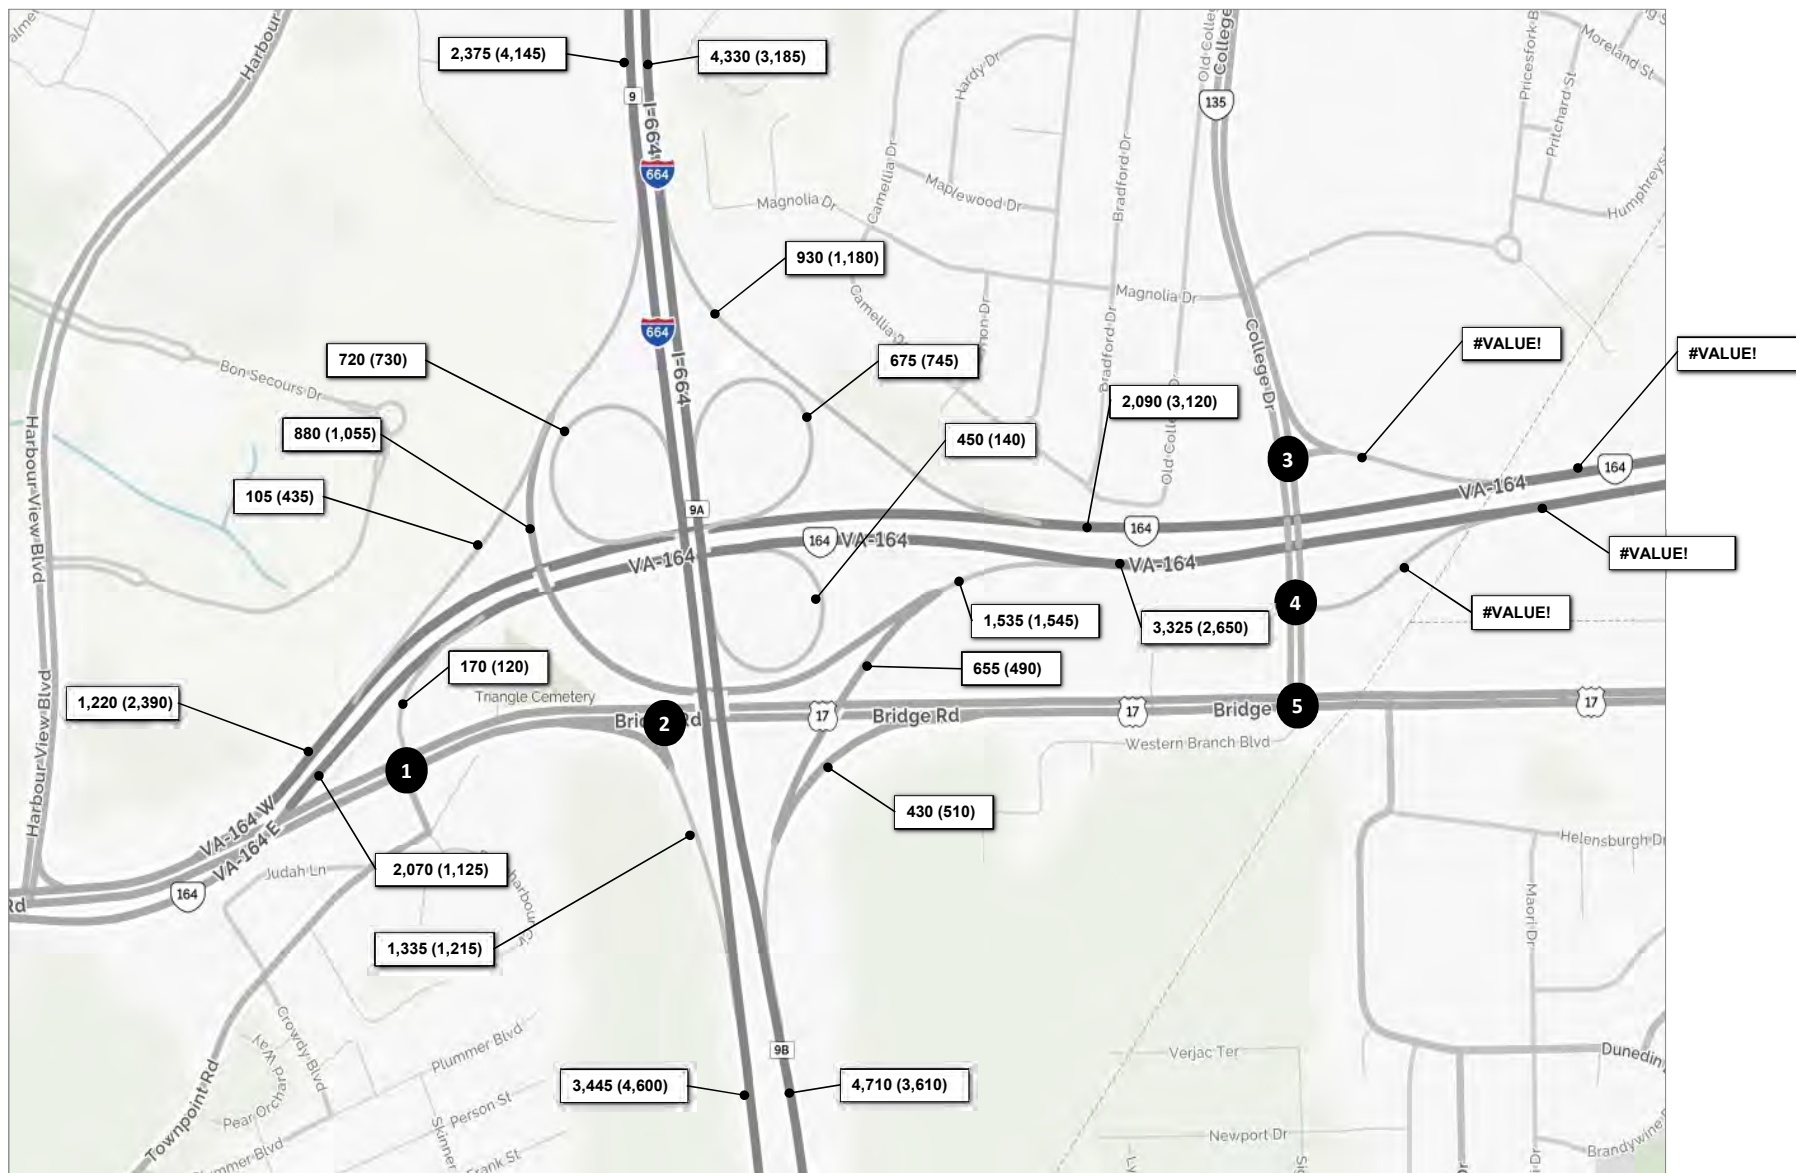 Harbour
2,375 (4,145)
4,330 (3,185)
9
I-664
664
Hardy Dr
Old College
College
135
Pricesfork B
Moreland St
Pritchard St
Humphreys
Camellia Dr
Maplewood Dr
Magnolia Dr
Bradford Dr
930 (1,180)
Magnolia Dr
Camellia Dr
664
I-664
720 (730)
675 (745)
Bradford Dr
College Dr
#VALUE!
#VALUE!
Bon Secours Dr
2,090 (3,120)
880 (1,055)
450 (140)
3
164
VA-164
Harbour View Blvd
105 (435)
9A
164
VA-164
164
VA-164
VA-164
#VALUE!
4
#VALUE!
1,535 (1,545)
3,325 (2,650)
170 (120)
655 (490)
Triangle Cemetery
1,220 (2,390)
2
17
Bridge Rd
17
Bridge
5
17
Western Branch Blvd
1
Harbour View Blvd
430 (510)
VA-164 W
VA-164 E
Judah Ln
2,070 (1,125)
164
Rd
Helensburgh Dr
Maori Dr
1,335 (1,215)
Crowdy Blvd
Plummer Blvd
9B
Verjac Ter
Dunedin
3,445 (4,600)
4,710 (3,610)
Townpoint Rd
Pear Orchard Way
Person St
Skinner
Frank St
Newport Dr
Brandywine